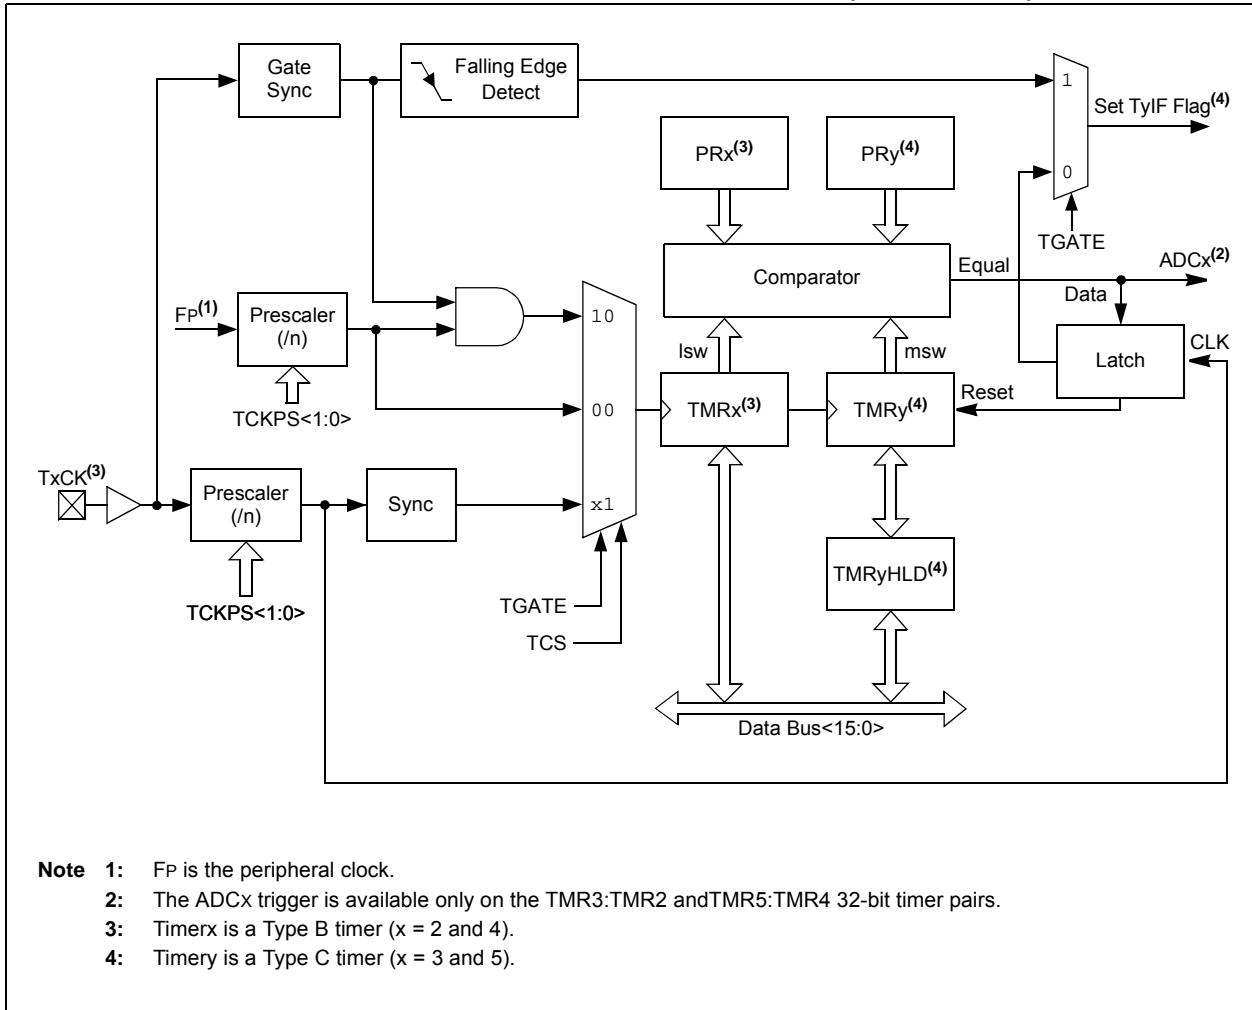 Gate
Sync
Falling Edge
Detect
1
Set TyIF Flag(4)
PRx(3)
PRy(4)
0
TGATE
Comparator
Equal
ADCx(2)
Data
FP(1)
Prescaler
(/n)
10
lsw
msw
Latch
CLK
TCKPS<1:0>
00
TMRx(3)
TMRy(4)
Reset
TxCK(3)
Prescaler
(/n)
Sync
x1
TCKPS<1:0>
TGATE
TCS
TMRyHLD(4)
Data Bus<15:0>
Note 1: FP is the peripheral clock.
2: The ADCx trigger is available only on the TMR3:TMR2 andTMR5:TMR4 32-bit timer pairs.
3: Timerx is a Type B timer (x = 2 and 4).
4: Timery is a Type C timer (x = 3 and 5).